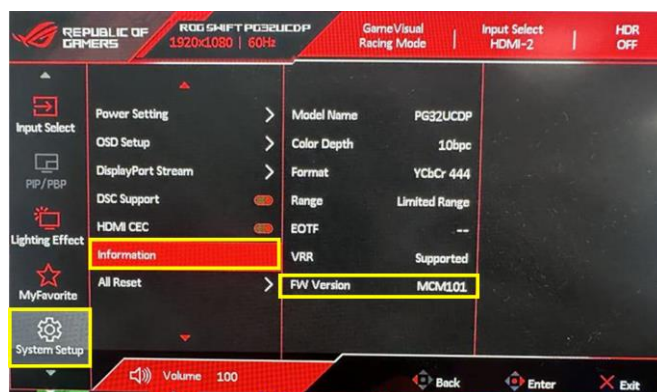 REPUBLIC OF
GAMERS
ROG SWIFT PG32UCDP
1920x1080 | 60Hz
GameVisual
Racing Mode
Input Select
HDMI-2
HDR
OFF
Input Select
PIP/PBP
Lighting Effect
MyFavorite
System Setup
Power Setting
OSD Setup
DisplayPort Stream
DSC Support
HDMI CEC
Information
All Reset
Model Name PG32UCDP
Color Depth 10bpc
Format YCbCr 444
Range Limited Range
EOTF --
VRR Supported
FW Version MCM101
Volume 100
Back
Enter
Exit